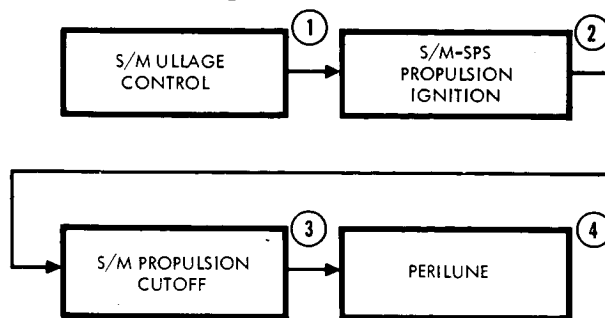 1
S/M ULLAGE
CONTROL
2
S/M-SPS
PROPULSION
IGNITION
3
S/M PROPULSION
CUTOFF
4
PERILUNE